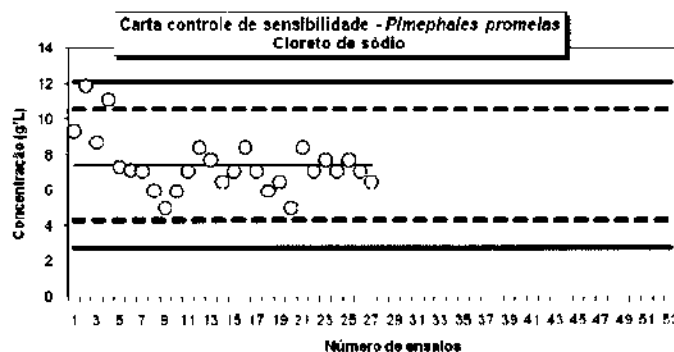 Carta controle de sensibilidade - Pimephales promelas
Cloreto de sódio
Concentração (g/L)
14
12
10
8
6
4
2
0
1 3 5 7 9 11 13 15 17 19 21 23 25 27 29 31 33 35 37 39 41 43 45 47 49 51 53
Número de ensaios